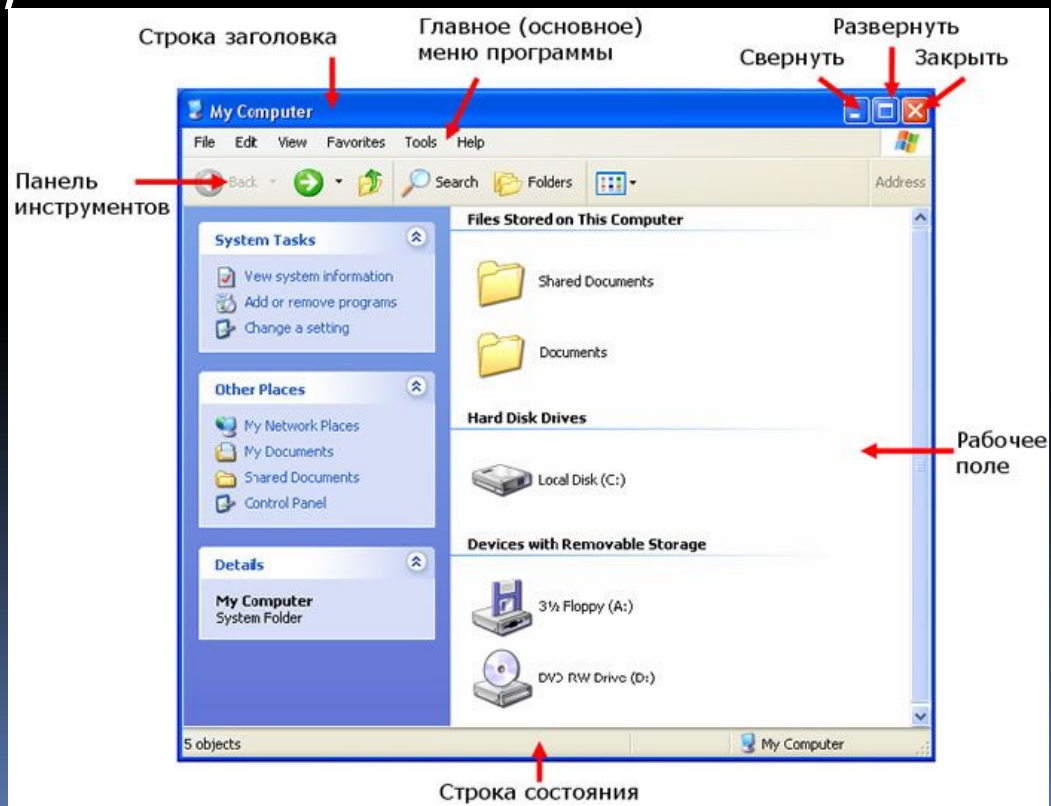 Строка заголовка
Главное (основное)
меню программы
Развернуть
Свернуть
Закрыть
My Computer
File Edit View Favorites Tools Help
Панель
инструментов
Back Search Folders Address
System Tasks
View system information
Add or remove programs
Change a setting
Other Places
My Network Places
My Documents
Shared Documents
Control Panel
Details
My Computer
System Folder
Files Stored on This Computer
Shared Documents
Documents
Hard Disk Drives
Local Disk (C:)
Рабочее
поле
Devices with Removable Storage
3½ Floppy (A:)
DVD RW Drive (D:)
5 objects My Computer
Строка состояния